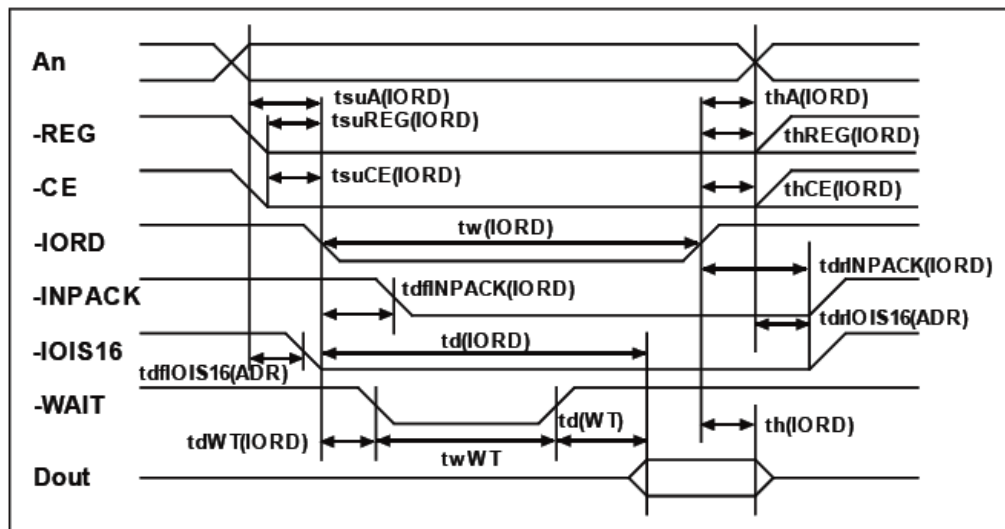 An
tsuA(IORD)
thA(IORD)
tsuREG(IORD)
-REG
thREG(IORD)
tsuCE(IORD)
thCE(IORD)
-CE
tw(IORD)
-IORD
tdrINPACK(IORD)
-INPACK
tdfINPACK(IORD)
tdrIOIS16(ADR)
td(IORD)
-IOIS16
tdfIOIS16(ADR)
-WAIT
td(WT)
th(IORD)
tdWT(IORD)
twWT
Dout